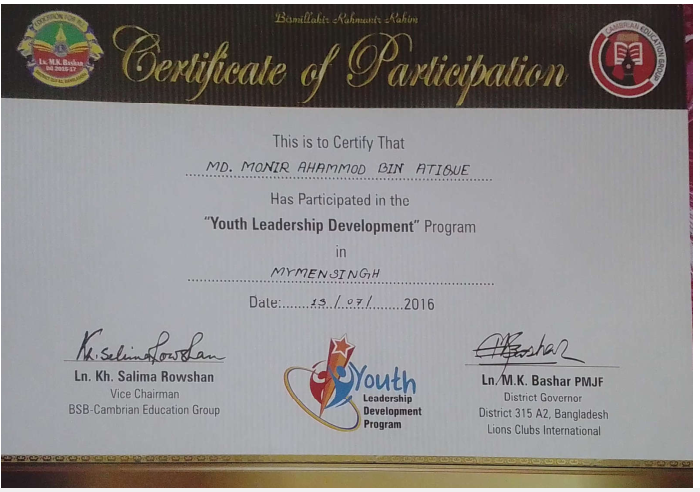 Bismillahir Rahmanir Rahim
Certificate of Participation
Ln. M.K. Bashar
CAMBRIAN EDUCATION GROUP
This is to Certify That
MD. MONIR AHAMMOD BIN ATIQUE
Has Participated in the
"Youth Leadership Development" Program
in
MYMENSINGH
Date:.......13./.07./.......2016
Ln. Kh. Salima Rowshan
Vice Chairman
BSB-Cambrian Education Group
Youth
Leadership
Development
Program
Ln. M.K. Bashar PMJF
District Governor
District 315 A2, Bangladesh
Lions Clubs International